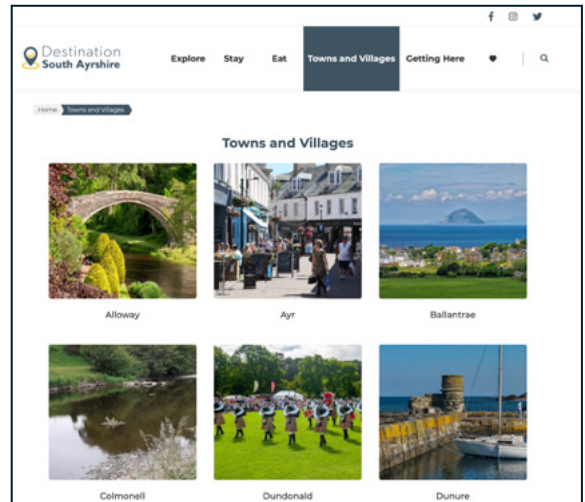 Destination
South Ayrshire
Explore Stay Eat Towns and Villages Getting Here
Home Towns and Villages
Towns and Villages
Alloway Ayr Ballantrae
Colmonell Dundonald Dunure